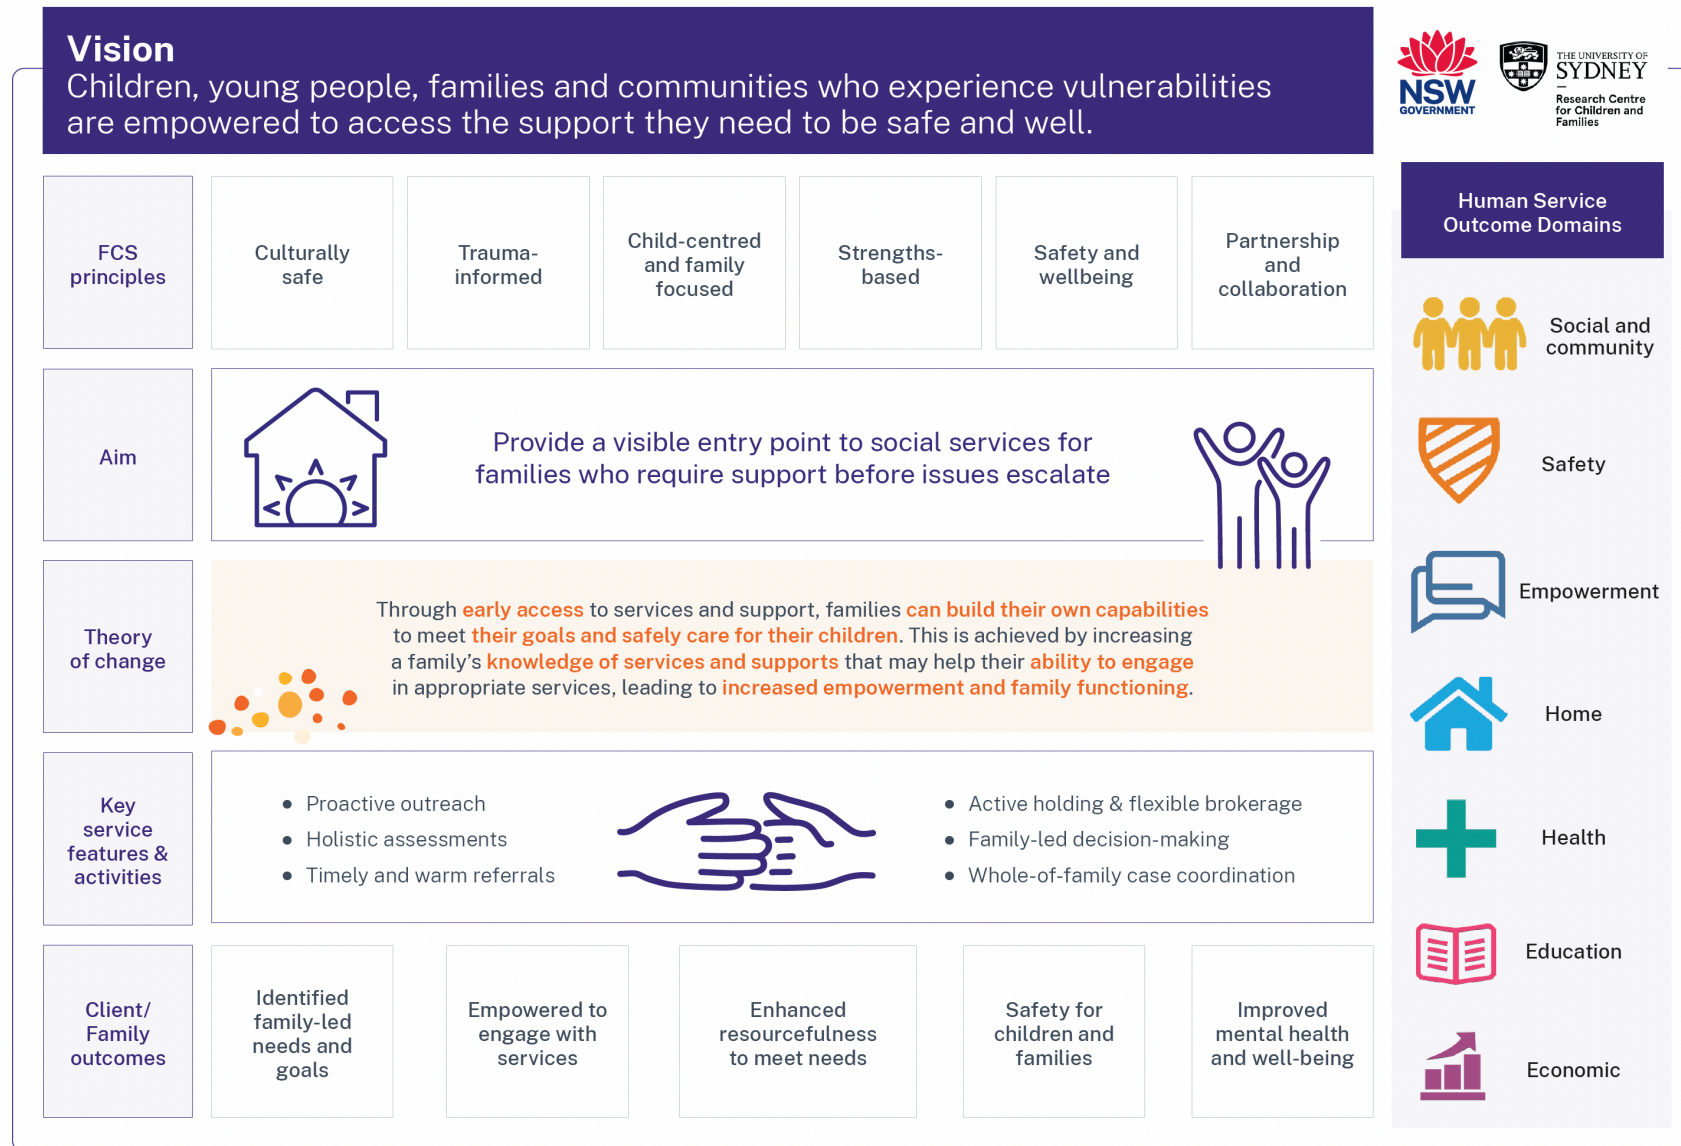 Vision
Children, young people, families and communities who experience vulnerabilities
are empowered to access the support they need to be safe and well.
NSW
GOVERNMENT
THE UNIVERSITY OF
SYDNEY
Research Centre
for Children and
Families
FCS
principles
Culturally
safe
Trauma-
informed
Child-centred
and family
focused
Strengths-
based
Safety and
wellbeing
Partnership
and
collaboration
Aim
Provide a visible entry point to social services for
families who require support before issues escalate
Theory
of change
Through early access to services and support, families can build their own capabilities
to meet their goals and safely care for their children. This is achieved by increasing
a family’s knowledge of services and supports that may help their ability to engage
in appropriate services, leading to increased empowerment and family functioning.
Key
service
features &
activities
• Proactive outreach
• Holistic assessments
• Timely and warm referrals
• Active holding & flexible brokerage
• Family-led decision-making
• Whole-of-family case coordination
Client/
Family
outcomes
Identified
family-led
needs and
goals
Empowered to
engage with
services
Enhanced
resourcefulness
to meet needs
Safety for
children and
families
Improved
mental health
and well-being
Human Service
Outcome Domains
Social and
community
Safety
Empowerment
Home
Health
Education
Economic